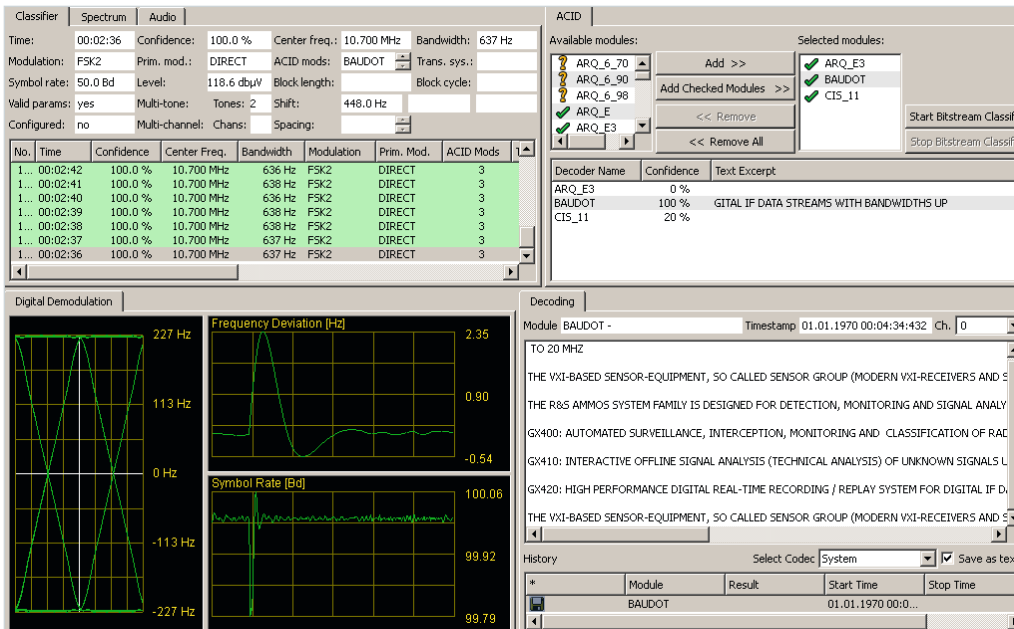 Classifier Spectrum Audio
Time: 00:02:36 Confidence: 100.0 % Center freq.: 10.700 MHz Bandwidth: 637 Hz
Modulation: FSK2 Prim. mod.: DIRECT ACID mods: BAUDOT Trans. sys.:
Symbol rate: 50.0 Bd Level: 118.6 dbµV Block length: Block cycle:
Valid params: yes Multi-tone: Tones: 2 Shift: 448.0 Hz
Configured: no Multi-channel: Chans: Spacing:
No. Time Confidence Center Freq. Bandwidth Modulation Prim. Mod. ACID Mods
1... 00:02:42 100.0 % 10.700 MHz 636 Hz FSK2 DIRECT 3
1... 00:02:41 100.0 % 10.700 MHz 638 Hz FSK2 DIRECT 3
1... 00:02:40 100.0 % 10.700 MHz 636 Hz FSK2 DIRECT 3
1... 00:02:39 100.0 % 10.700 MHz 638 Hz FSK2 DIRECT 3
1... 00:02:38 100.0 % 10.700 MHz 638 Hz FSK2 DIRECT 3
1... 00:02:37 100.0 % 10.700 MHz 637 Hz FSK2 DIRECT 3
1... 00:02:36 100.0 % 10.700 MHz 637 Hz FSK2 DIRECT 3
ACID
Available modules: Selected modules:
ARQ_6_70
ARQ_6_90
ARQ_6_98
ARQ_E
ARQ_E3
Add >>
Add Checked Modules >>
<< Remove
<< Remove All
ARQ_E3
BAUDOT
CIS_11
Start Bitstream Classif
Stop Bitstream Classif
Decoder Name Confidence Text Excerpt
ARQ_E3 0 %
BAUDOT 100 % GITAL IF DATA STREAMS WITH BANDWIDTHS UP
CIS_11 20 %
Digital Demodulation
227 Hz
113 Hz
0 Hz
-113 Hz
-227 Hz
Frequency Deviation [Hz]
2.35
0.90
-0.54
Symbol Rate [Bd]
100.06
99.92
99.79
Decoding
Module BAUDOT - Timestamp 01.01.1970 00:04:34:432 Ch. 0
TO 20 MHZ
THE VXI-BASED SENSOR-EQUIPMENT, SO CALLED SENSOR GROUP (MODERN VXI-RECEIVERS AND S
THE R&S AMMOS SYSTEM FAMILY IS DESIGNED FOR DETECTION, MONITORING AND SIGNAL ANALY
GX400: AUTOMATED SURVEILLANCE, INTERCEPTION, MONITORING AND CLASSIFICATION OF RAD
GX410: INTERACTIVE OFFLINE SIGNAL ANALYSIS (TECHNICAL ANALYSIS) OF UNKNOWN SIGNALS U
GX420: HIGH PERFORMANCE DIGITAL REAL-TIME RECORDING / REPLAY SYSTEM FOR DIGITAL IF D
THE VXI-BASED SENSOR-EQUIPMENT, SO CALLED SENSOR GROUP (MODERN VXI-RECEIVERS AND S
History Select Codec System Save as tex
* Module Result Start Time Stop Time
BAUDOT 01.01.1970 00:0...